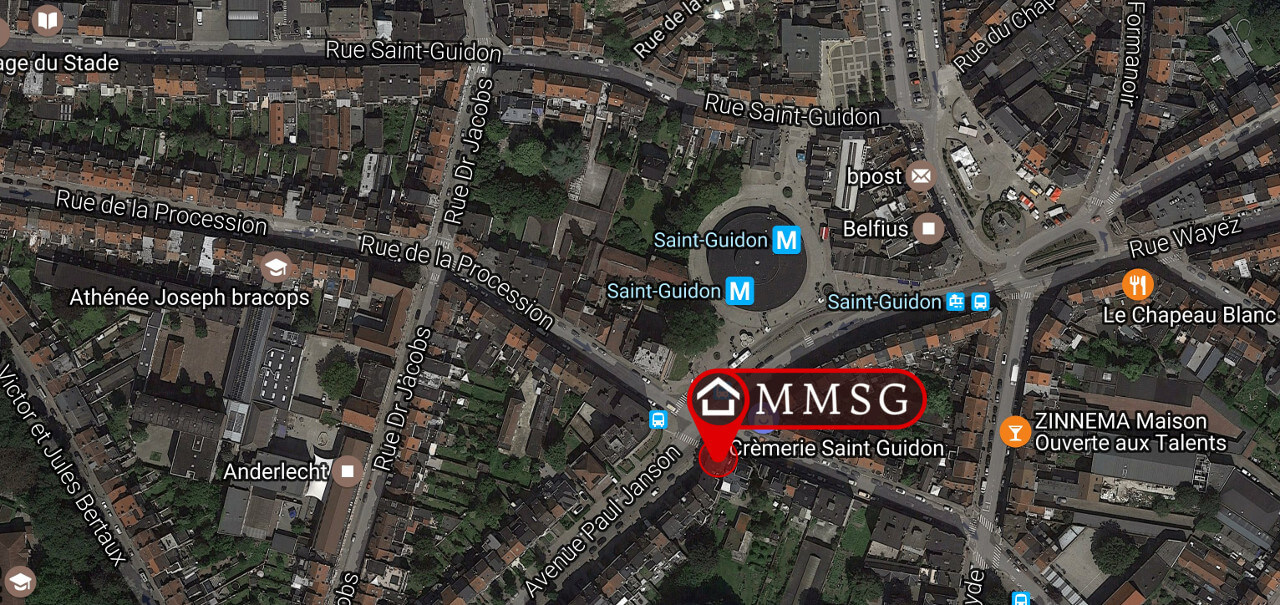 Rue de la
Rue du Chap
Formanoir
age du Stade
Rue Saint-Guidon
Rue Saint-Guidon
Rue Dr Jacobs
bpost
Rue de la Procession
Belfius
Rue Wayez
Saint-Guidon M
Rue de la Procession
Athénée Joseph bracops
Saint-Guidon M
Saint-Guidon
Le Chapeau Blanc
Rue Dr Jacobs
Victor et Jules Bertaux
MMSG
ZINNEMA Maison
Ouverte aux Talents
Crèmerie Saint Guidon
Anderlecht
Avenue Paul Janson
obs
yde